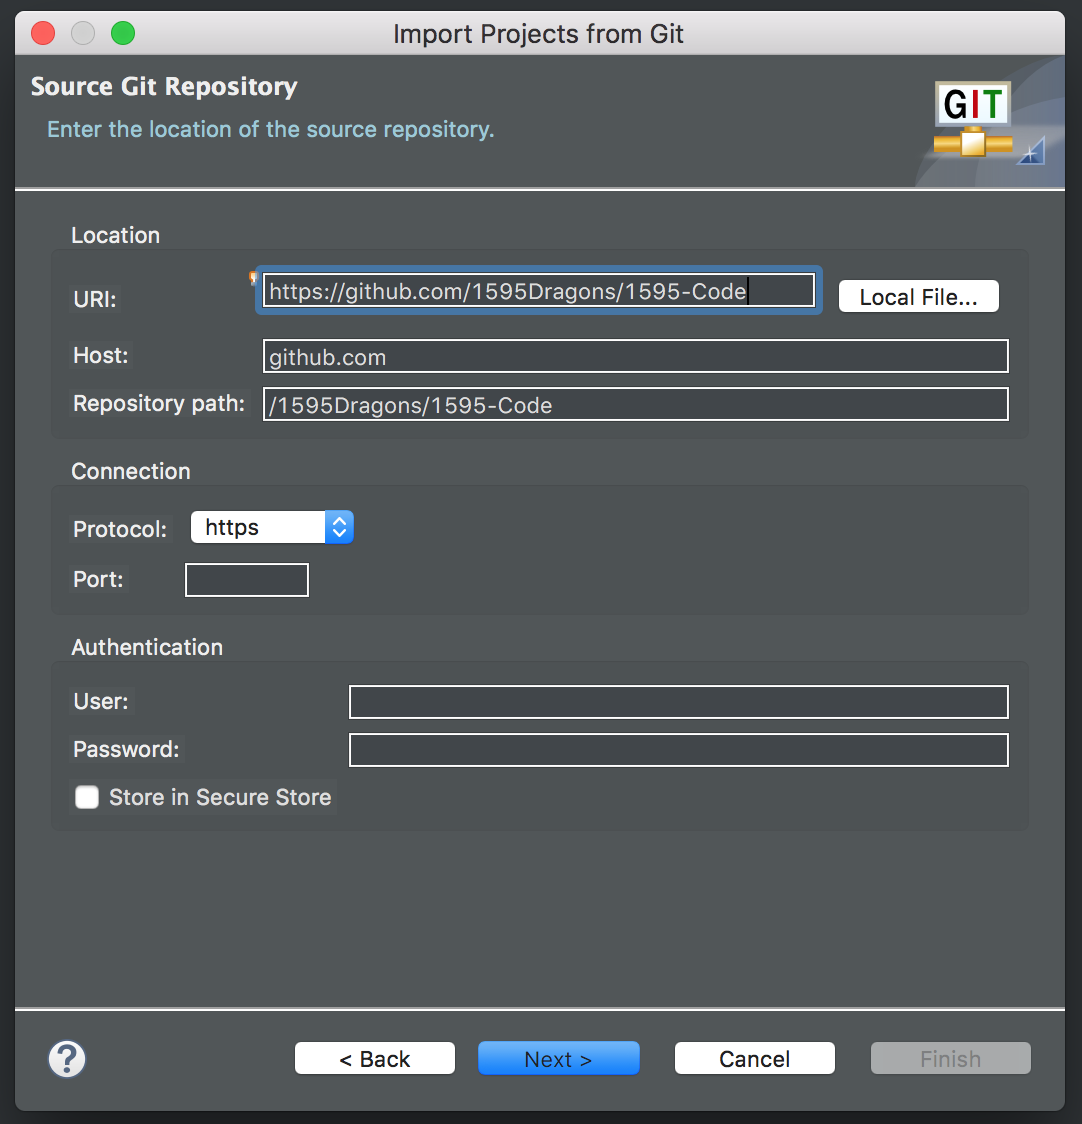 Import Projects from Git
Source Git Repository
Enter the location of the source repository.
GIT
Location
URI: https://github.com/1595Dragons/1595-Code Local File...
Host: github.com
Repository path: /1595Dragons/1595-Code
Connection
Protocol: https
Port:
Authentication
User:
Password:
Store in Secure Store
? < Back Next > Cancel Finish